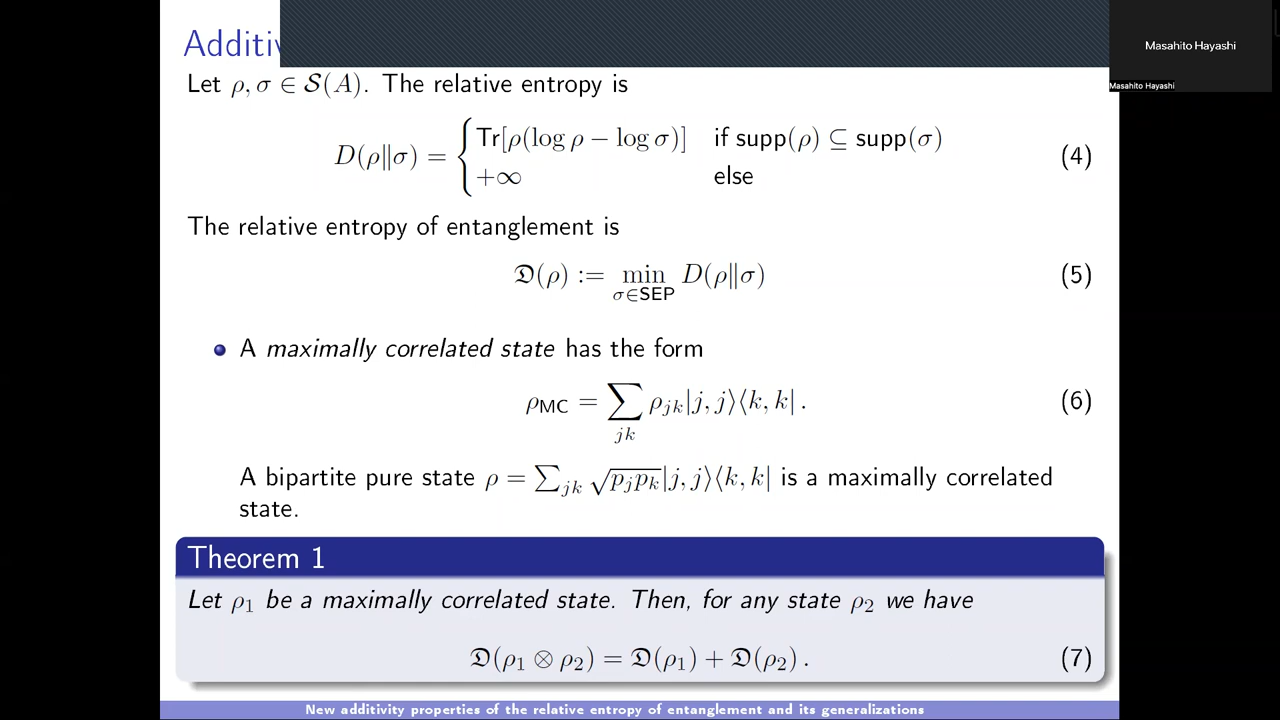 Masahito Hayashi
Masahito Hayashi
Let ρ, σ ∈ 𝒮(A). The relative entropy is
D(ρ‖σ) = { Tr[ρ(log ρ − log σ)] if supp(ρ) ⊆ supp(σ) (4)
+∞ else
The relative entropy of entanglement is
𝔇(ρ) := min_{σ∈SEP} D(ρ‖σ) (5)
A maximally correlated state has the form
ρ_MC = ∑_{jk} ρ_{jk}|j, j⟩⟨k, k| . (6)
A bipartite pure state ρ = ∑_{jk} √(p_j p_k)|j, j⟩⟨k, k| is a maximally correlated
state.
Theorem 1
Let ρ₁ be a maximally correlated state. Then, for any state ρ₂ we have
𝔇(ρ₁ ⊗ ρ₂) = 𝔇(ρ₁) + 𝔇(ρ₂) . (7)
New additivity properties of the relative entropy of entanglement and its generalizations